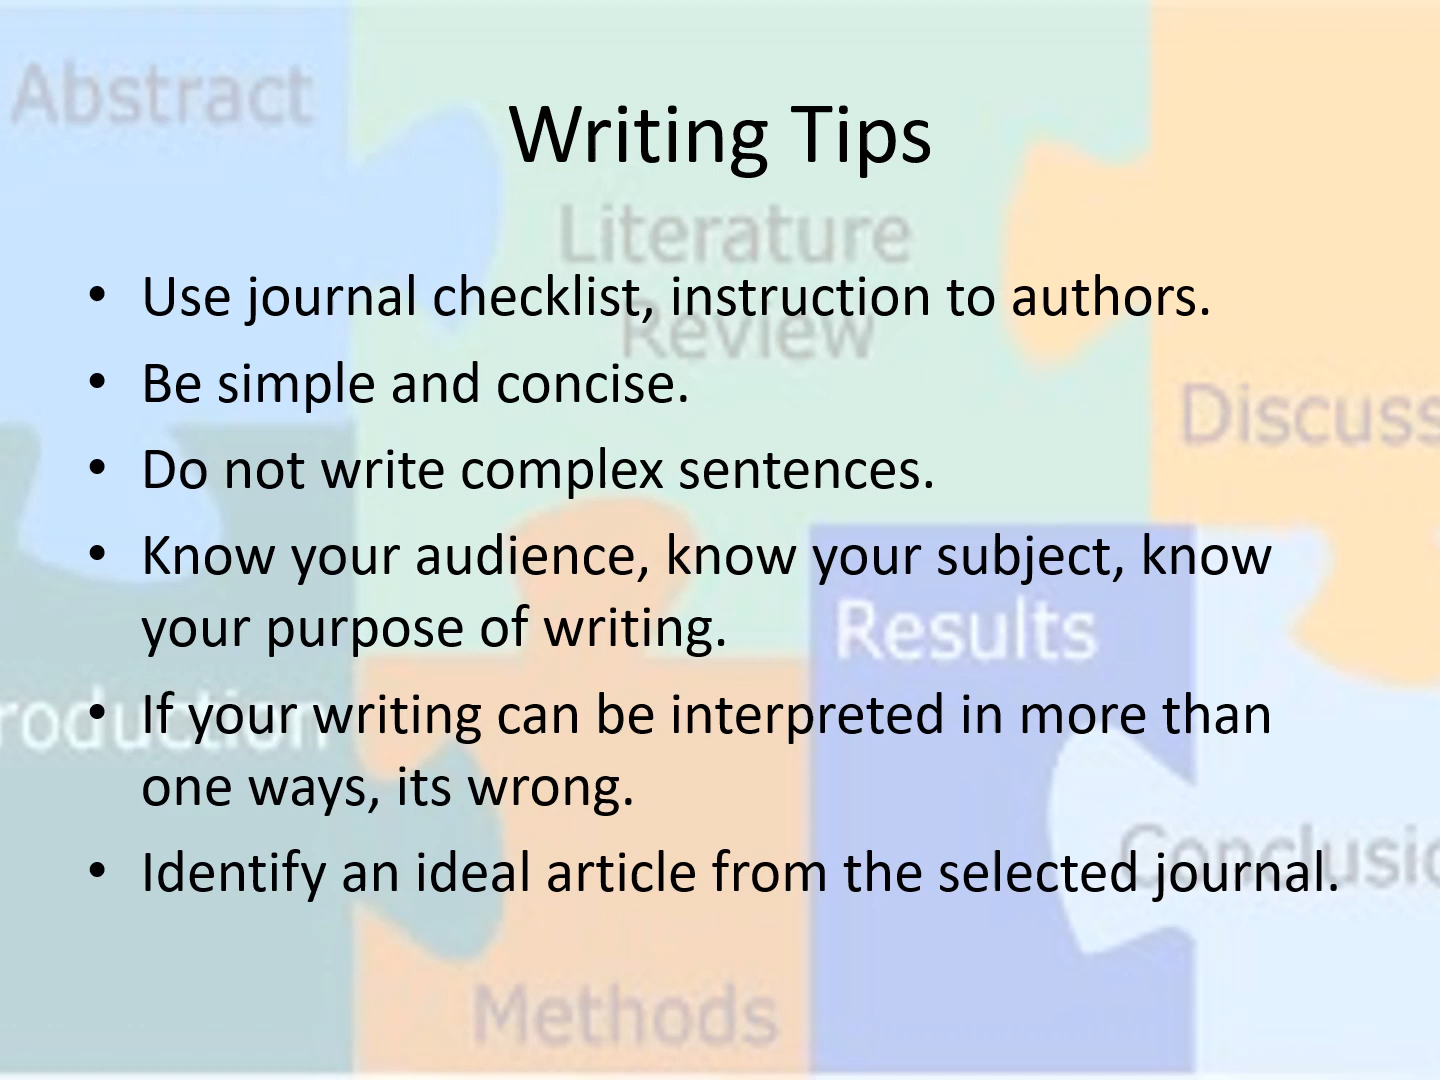 Abstract
Writing Tips
Literature
Review
• Use journal checklist, instruction to authors.
• Be simple and concise.
Discuss
• Do not write complex sentences.
• Know your audience, know your subject, know
your purpose of writing.
Results
roduction
• If your writing can be interpreted in more than
one ways, its wrong.
Conclusio
• Identify an ideal article from the selected journal.
Methods